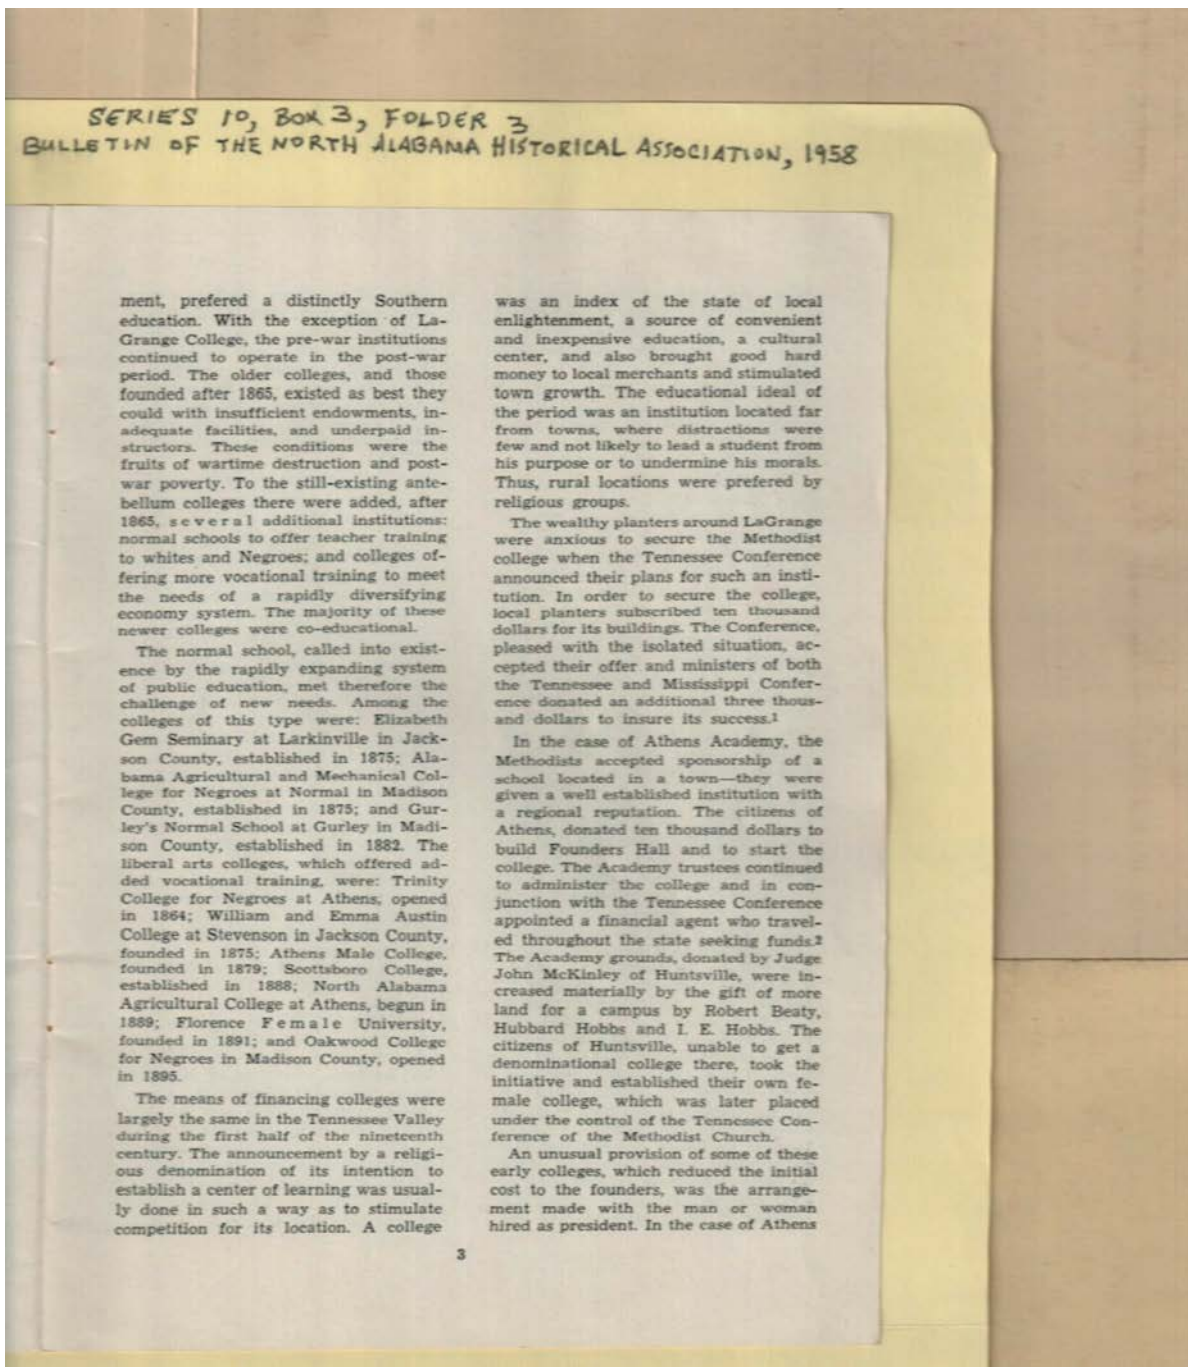 SERIES 10, BOX 3, FOLDER 3
BULLETIN OF THE NORTH ALABAMA HISTORICAL ASSOCIATION, 1958
ment, prefered a distinctly Southern
education. With the exception of La-
Grange College, the pre-war institutions
continued to operate in the post-war
period. The older colleges, and those
founded after 1865, existed as best they
could with insufficient endowments, in-
adequate facilities, and underpaid in-
structors. These conditions were the
fruits of wartime destruction and post-
war poverty. To the still-existing ante-
bellum colleges there were added, after
1865, several additional institutions:
normal schools to offer teacher training
to whites and Negroes; and colleges of-
fering more vocational training to meet
the needs of a rapidly diversifying
economy system. The majority of these
newer colleges were co-educational.
The normal school, called into exist-
ence by the rapidly expanding system
of public education, met therefore the
challenge of new needs. Among the
colleges of this type were: Elizabeth
Gem Seminary at Larkinville in Jack-
son County, established in 1875; Ala-
bama Agricultural and Mechanical Col-
lege for Negroes at Normal in Madison
County, established in 1875; and Gur-
ley's Normal School at Gurley in Madi-
son County, established in 1882. The
liberal arts colleges, which offered ad-
ded vocational training, were: Trinity
College for Negroes at Athens, opened
in 1864; William and Emma Austin
College at Stevenson in Jackson County,
founded in 1875; Athens Male College,
founded in 1879; Scottsboro College,
established in 1888; North Alabama
Agricultural College at Athens, begun in
1889; Florence Female University,
founded in 1891; and Oakwood College
for Negroes in Madison County, opened
in 1895.
The means of financing colleges were
largely the same in the Tennessee Valley
during the first half of the nineteenth
century. The announcement by a religi-
ous denomination of its intention to
establish a center of learning was usual-
ly done in such a way as to stimulate
competition for its location. A college
was an index of the state of local
enlightenment, a source of convenient
and inexpensive education, a cultural
center, and also brought good hard
money to local merchants and stimulated
town growth. The educational ideal of
the period was an institution located far
from towns, where distractions were
few and not likely to lead a student from
his purpose or to undermine his morals.
Thus, rural locations were prefered by
religious groups.
The wealthy planters around LaGrange
were anxious to secure the Methodist
college when the Tennessee Conference
announced their plans for such an insti-
tution. In order to secure the college,
local planters subscribed ten thousand
dollars for its buildings. The Conference,
pleased with the isolated situation, ac-
cepted their offer and ministers of both
the Tennessee and Mississippi Confer-
ence donated an additional three thous-
and dollars to insure its success.1
In the case of Athens Academy, the
Methodists accepted sponsorship of a
school located in a town—they were
given a well established institution with
a regional reputation. The citizens of
Athens, donated ten thousand dollars to
build Founders Hall and to start the
college. The Academy trustees continued
to administer the college and in con-
junction with the Tennessee Conference
appointed a financial agent who travel-
ed throughout the state seeking funds.2
The Academy grounds, donated by Judge
John McKinley of Huntsville, were in-
creased materially by the gift of more
land for a campus by Robert Beaty,
Hubbard Hobbs and I. E. Hobbs. The
citizens of Huntsville, unable to get a
denominational college there, took the
initiative and established their own fe-
male college, which was later placed
under the control of the Tennessee Con-
ference of the Methodist Church.
An unusual provision of some of these
early colleges, which reduced the initial
cost to the founders, was the arrange-
ment made with the man or woman
hired as president. In the case of Athens
3